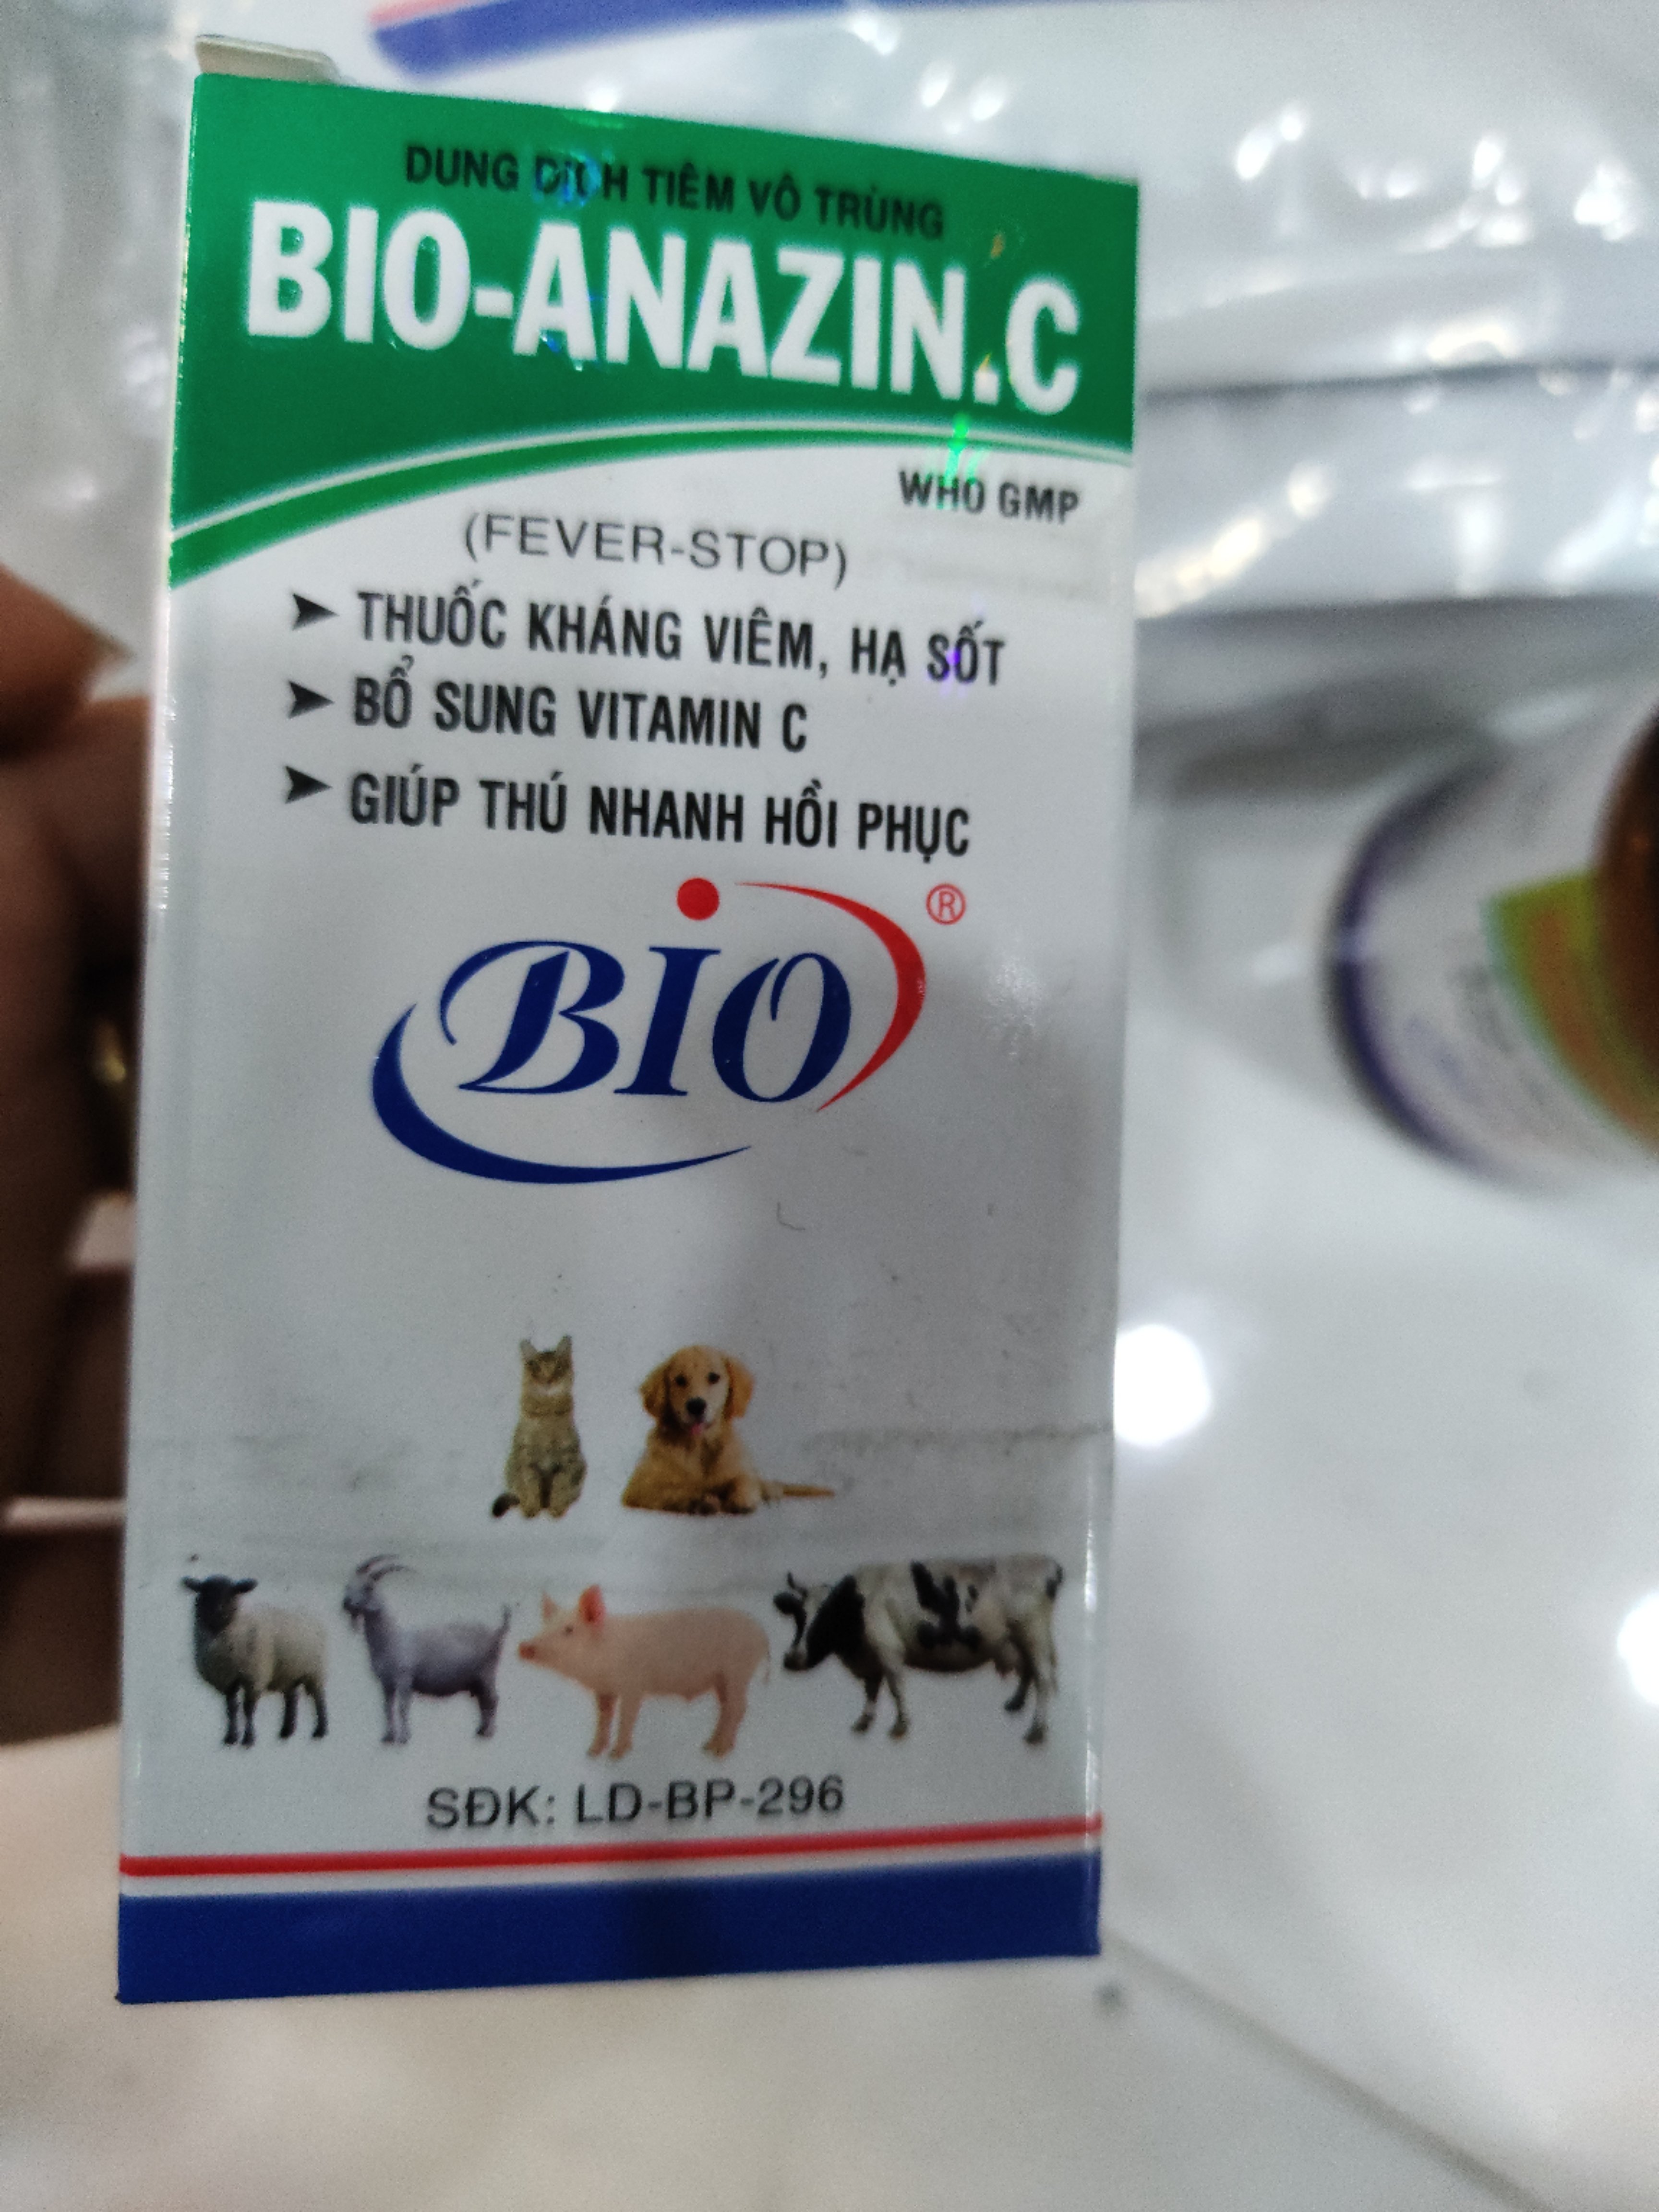 DUNG DỊCH TIÊM VÔ TRÙNG
BIO-ANAZIN.C
WHO GMP
(FEVER-STOP)
➤ THUỐC KHÁNG VIÊM, HẠ SỐT
➤ BỔ SUNG VITAMIN C
➤ GIÚP THÚ NHANH HỒI PHỤC
BIO®
SĐK: LD-BP-296